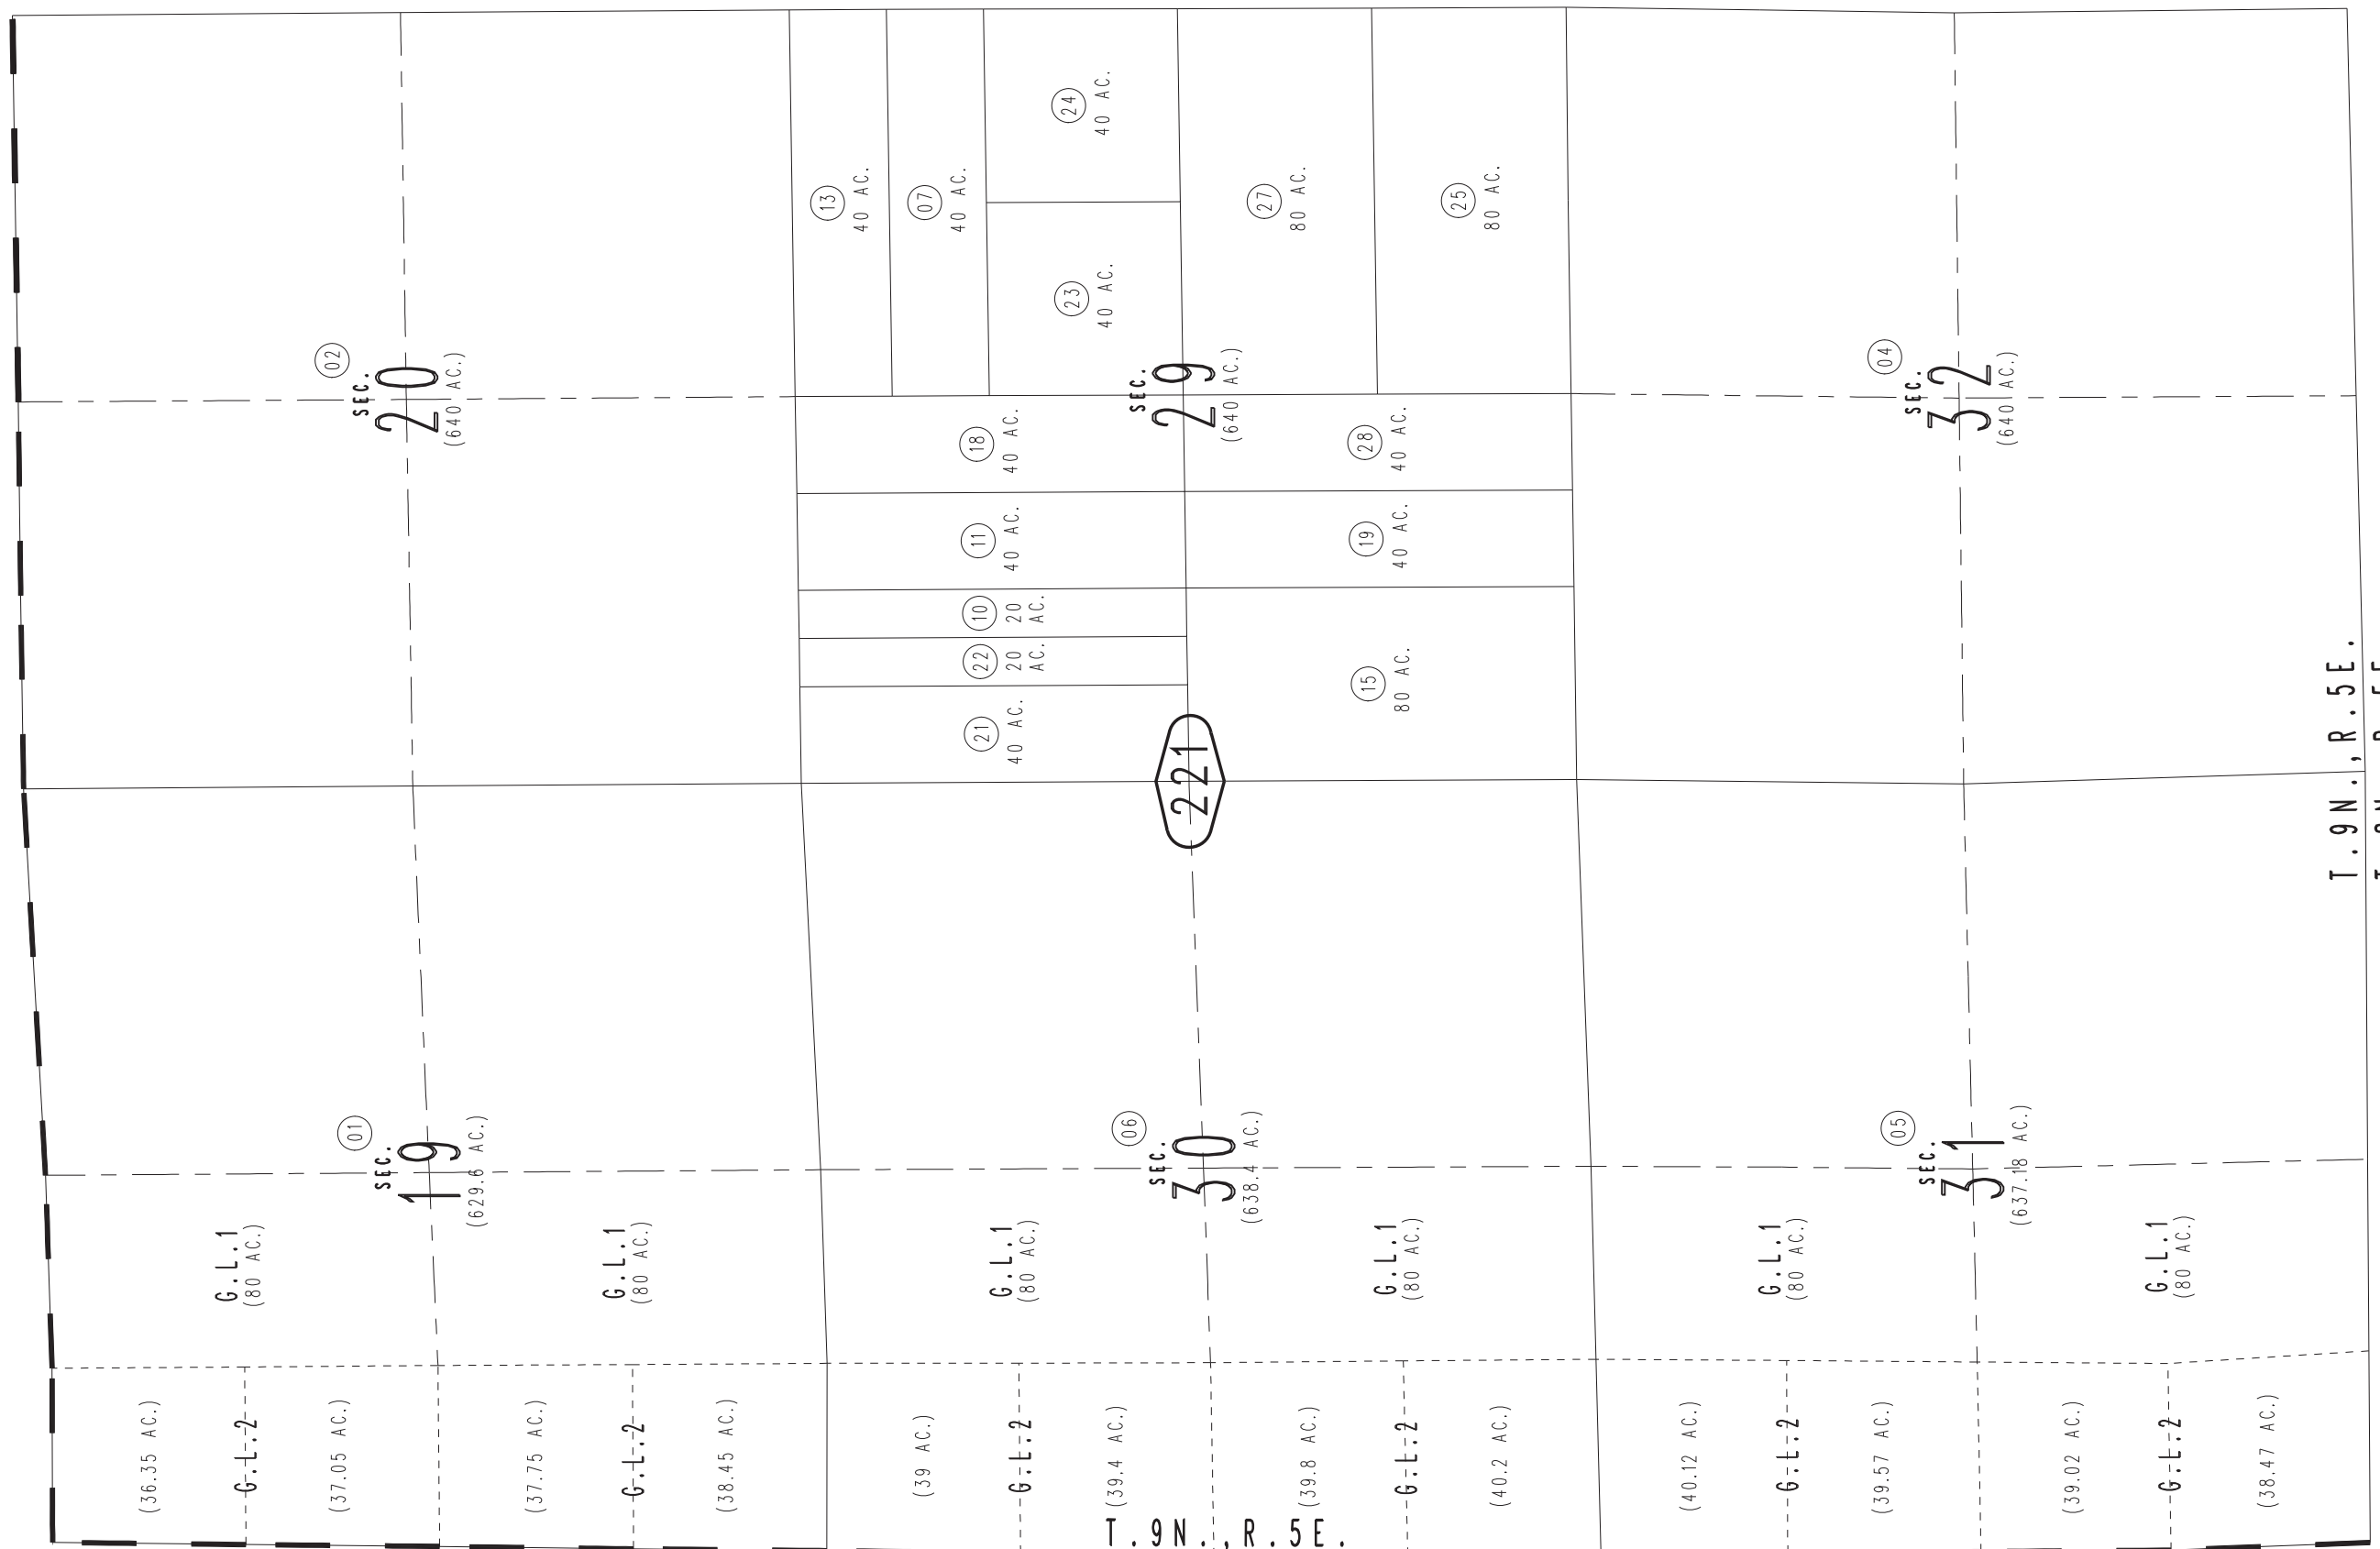 02
SEC.
20
(640 AC.)
13
40 AC.
07
40 AC.
24
40 AC.
23
40 AC.
27
80 AC.
25
80 AC.
SEC.
29
(640 AC.)
18
40 AC.
11
40 AC.
10
20
AC.
22
20
AC.
21
40 AC.
28
40 AC.
19
40 AC.
15
80 AC.
221
04
SEC.
32
(640 AC.)
T.9N.,R.5E.
01
SEC.
19
(629.6 AC.)
G.L.1
(80 AC.)
G.L.1
(80 AC.)
(36.35 AC.)
G.L.2
(37.05 AC.)
(37.75 AC.)
G.L.2
(38.45 AC.)
06
SEC.
30
(638.4 AC.)
G.L.1
(80 AC.)
G.L.1
(80 AC.)
(39 AC.)
G.L.2
(39.4 AC.)
(39.8 AC.)
G.L.2
(40.2 AC.)
05
SEC.
31
(637.18 AC.)
G.L.1
(80 AC.)
G.L.1
(80 AC.)
(40.12 AC.)
G.L.2
(39.57 AC.)
(39.02 AC.)
G.L.2
(38.47 AC.)
T.9N.,R.5E.